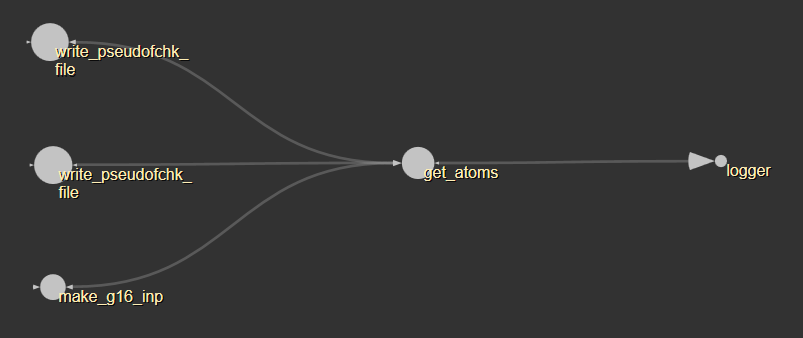 write_pseudofchk_
file
write_pseudofchk_
file
get_atoms
logger
make_g16_inp